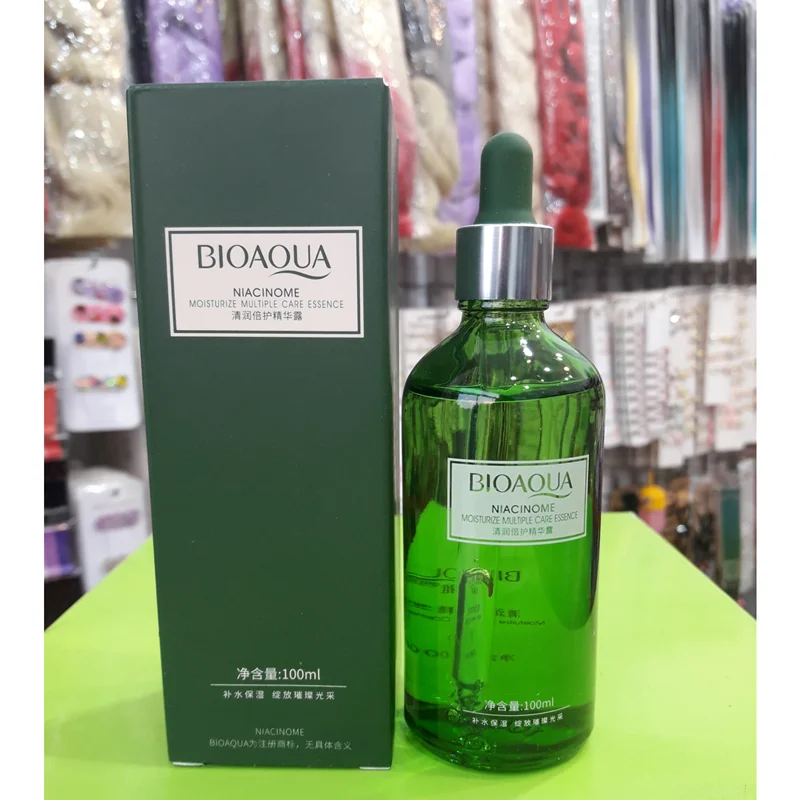 BIOAQUA
NIACINOME
MOISTURIZE MULTIPLE CARE ESSENCE
清润倍护精华露
净含量:100ml
补水保湿 绽放璀璨光采
NIACINOME
BIOAQUA为注册商标，无具体含义
BIOAQUA
NIACINOME
MOISTURIZE MULTIPLE CARE ESSENCE
清润倍护精华露
净含量:100ml
补水保湿 绽放璀璨光采